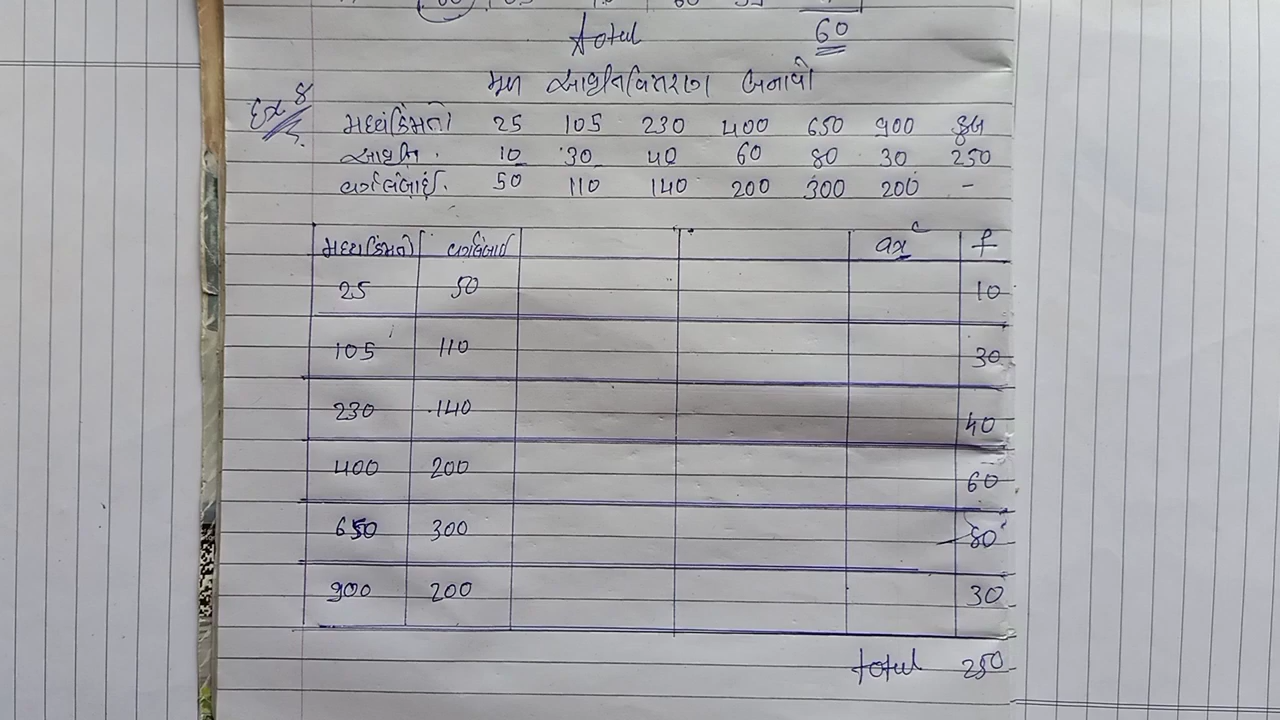 total 60
મુળ આવૃત્તિવિતરણ બનાવો
મધ્યકિંમતો 25 105 230 400 650 900 કુલ
આવૃત્તિ. 10 30 40 60 80 30 250
વર્ગલંબાઈ. 50 110 140 200 300 200 -
મધ્યકિંમતો વર્ગલંબાઈ વર્ગ f
25 50 10
105 110 30
230 140 40
400 200 60
650 300 80
900 200 30
total 250